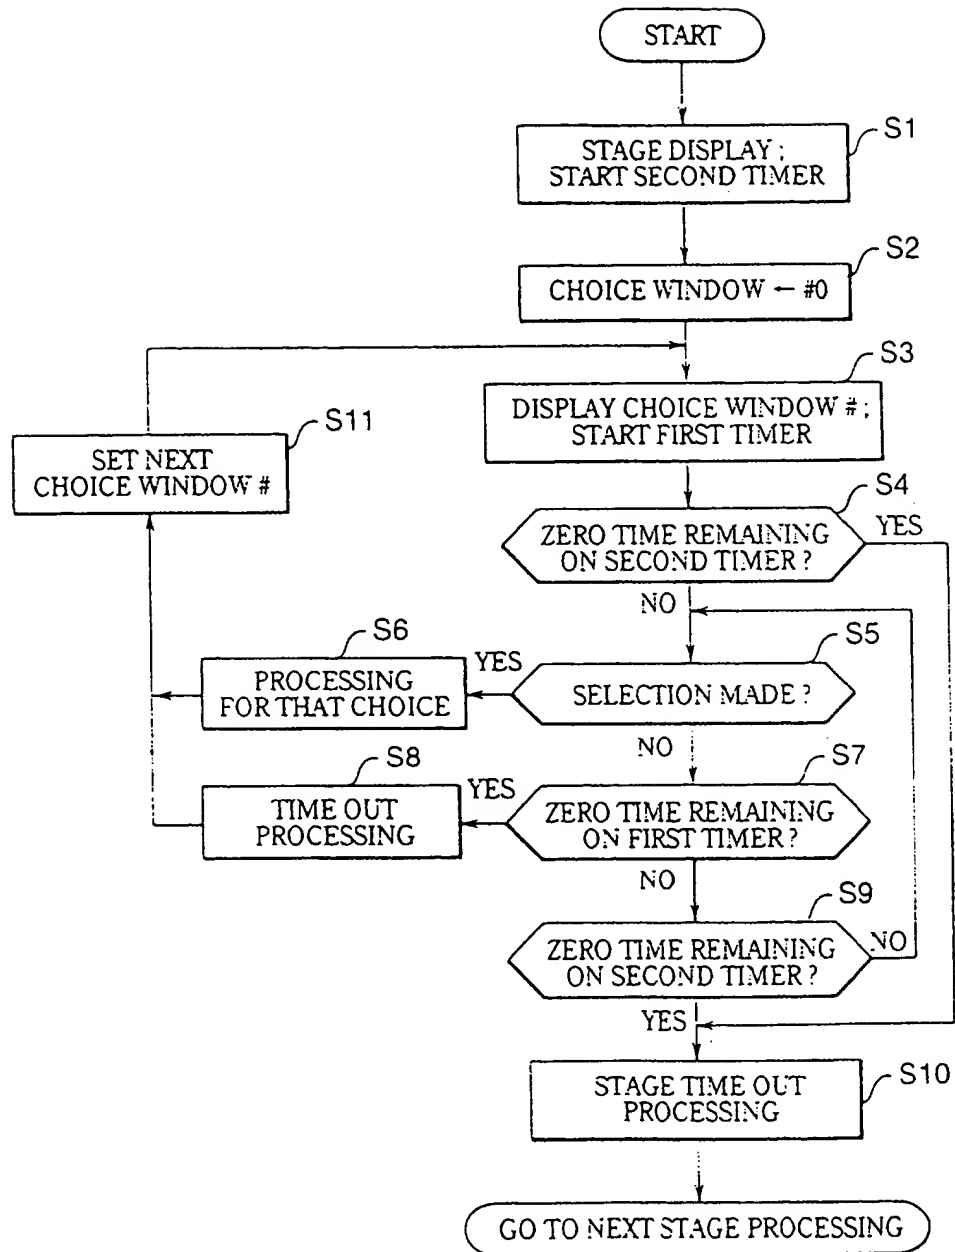 START
S1
STAGE DISPLAY;
START SECOND TIMER
S2
CHOICE WINDOW ← #0
S3
DISPLAY CHOICE WINDOW #;
START FIRST TIMER
S11
SET NEXT
CHOICE WINDOW #
S4
ZERO TIME REMAINING
ON SECOND TIMER?
YES
NO
S5
SELECTION MADE?
YES
S6
PROCESSING
FOR THAT CHOICE
NO
S7
ZERO TIME REMAINING
ON FIRST TIMER?
YES
S8
TIME OUT
PROCESSING
NO
S9
ZERO TIME REMAINING
ON SECOND TIMER?
NO
YES
S10
STAGE TIME OUT
PROCESSING
GO TO NEXT STAGE PROCESSING